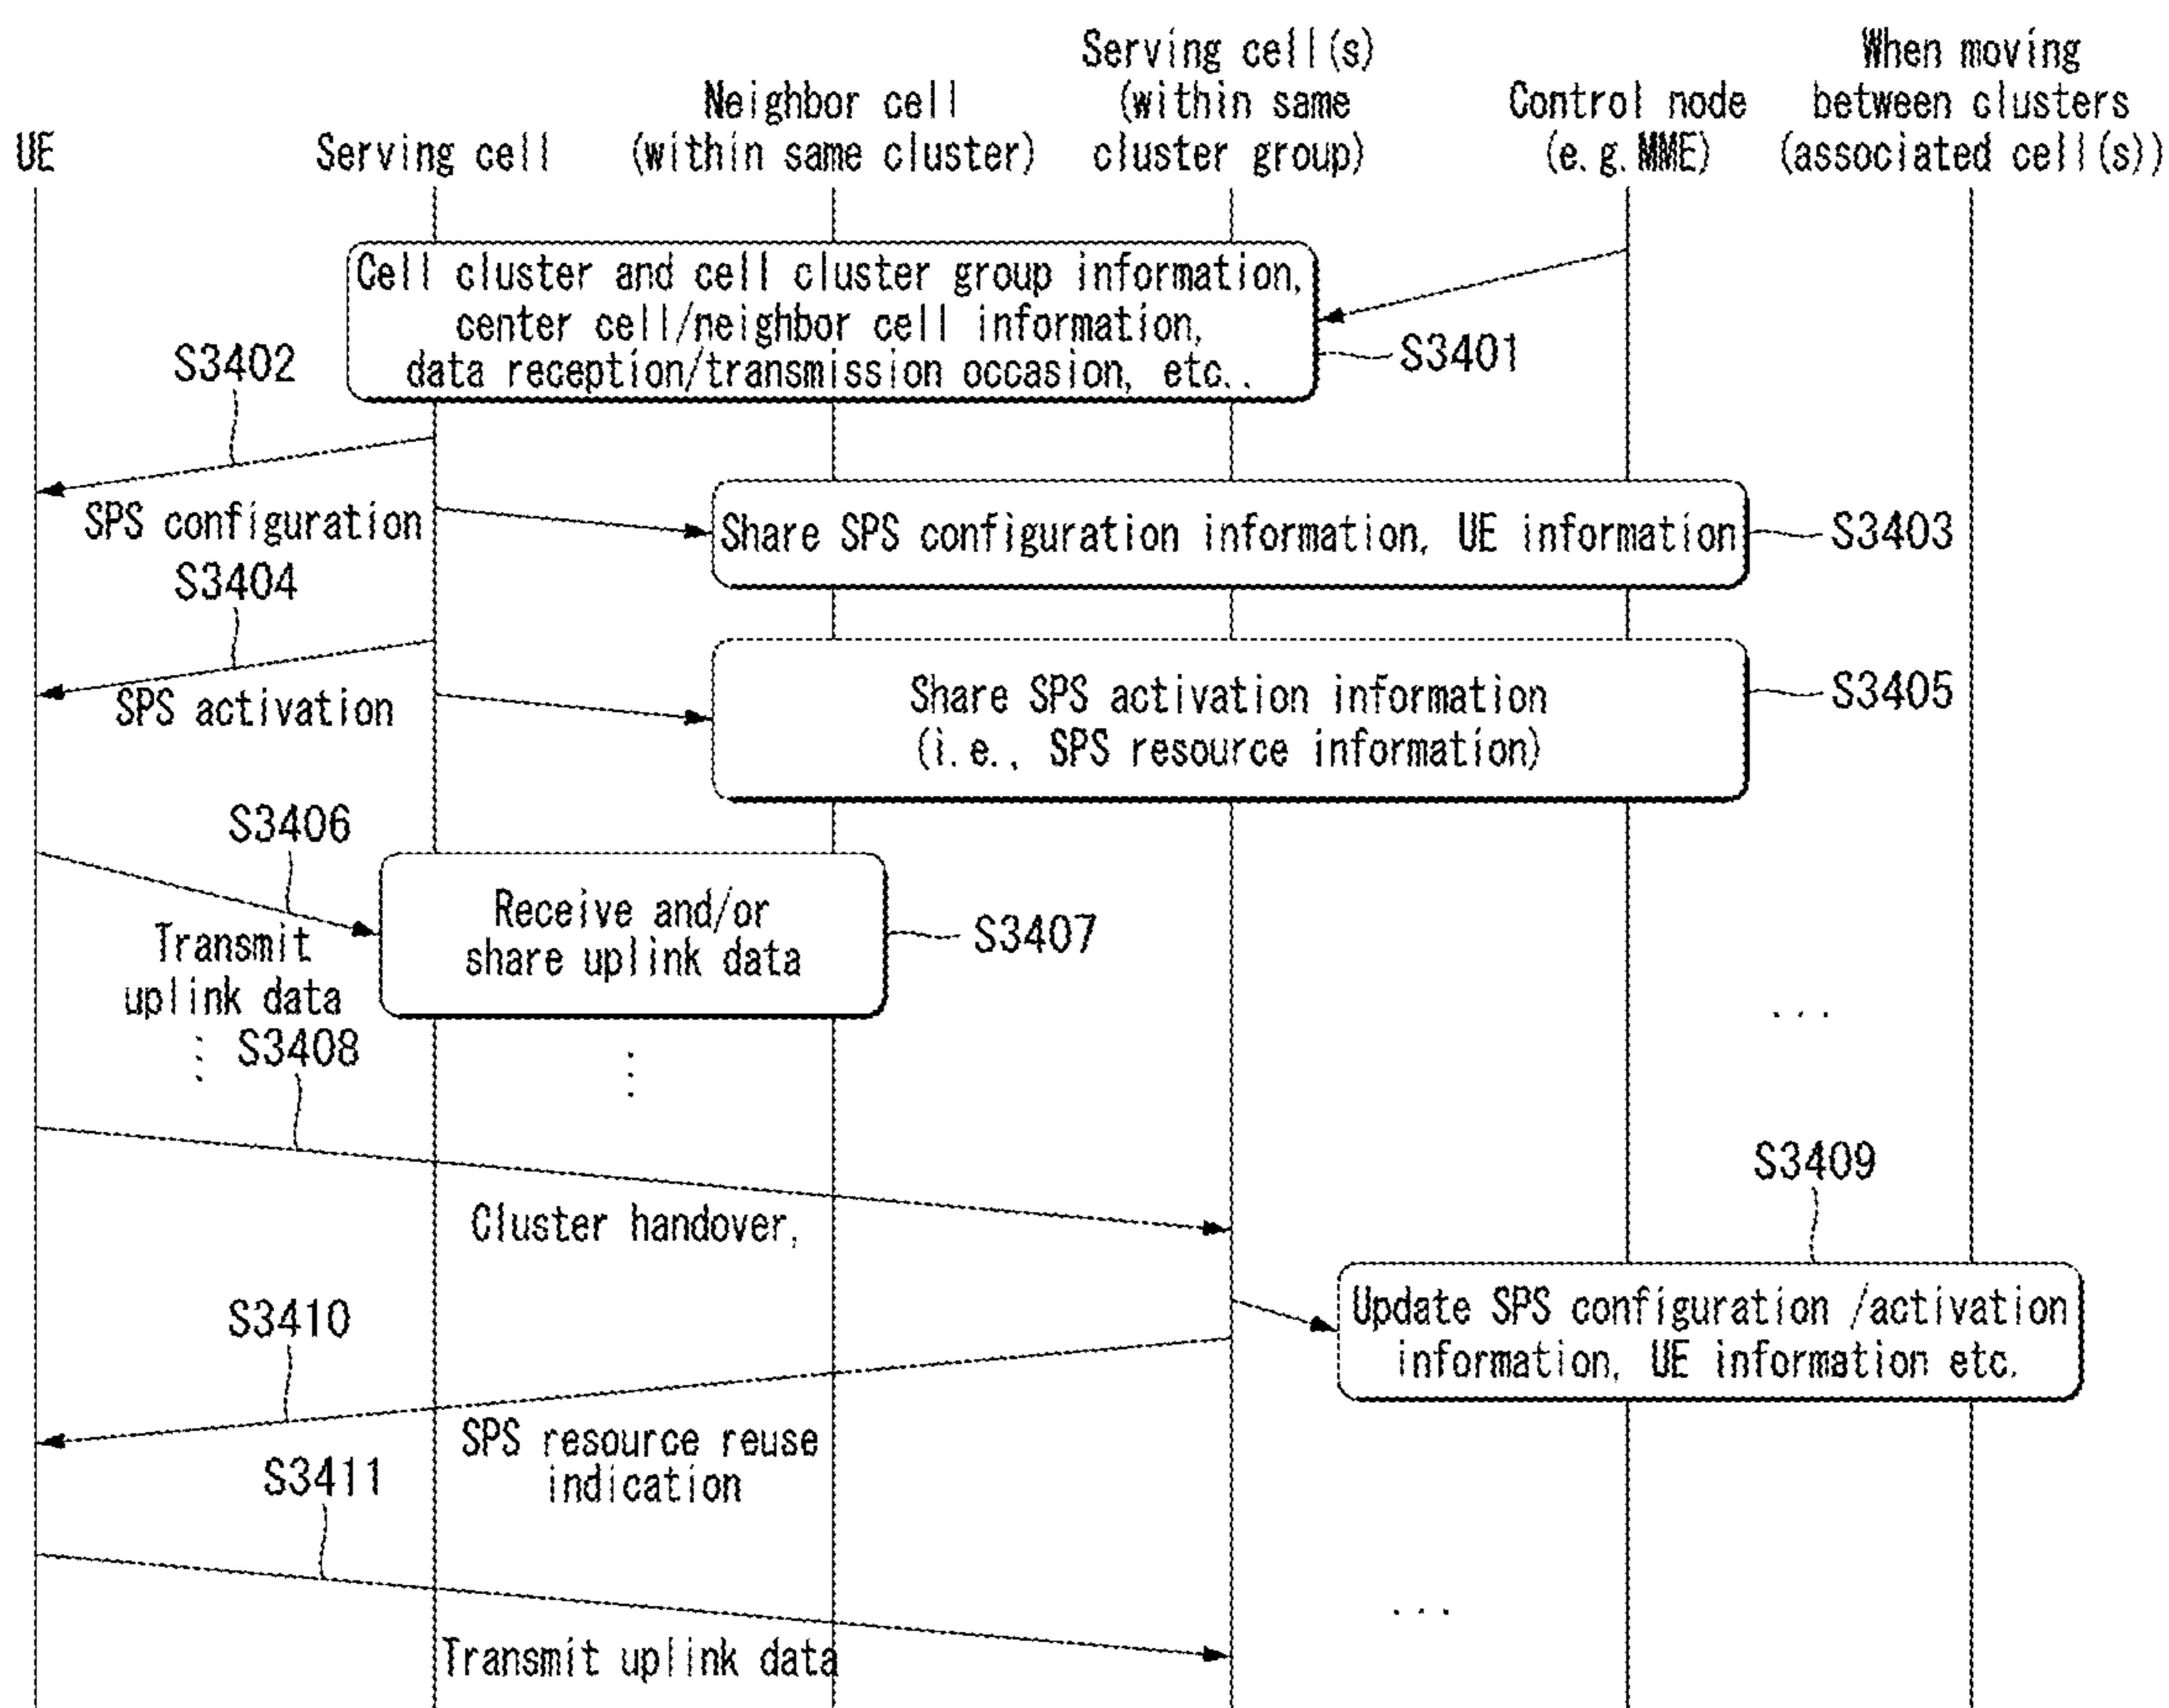 UE
Serving cell
Neighbor cell
(within same cluster)
Serving cell(s)
(within same
cluster group)
Control node
(e.g.MME)
When moving
between clusters
(associated cell(s))
Cell cluster and cell cluster group information,
center cell/neighbor cell information,
data reception/transmission occasion, etc..
S3401
S3402
SPS configuration
Share SPS configuration information, UE information
S3403
S3404
SPS activation
Share SPS activation information
(i.e., SPS resource information)
S3405
S3406
Transmit
uplink data
Receive and/or
share uplink data
S3407
...
S3408
Cluster handover,
S3409
Update SPS configuration /activation
information, UE information etc.
S3410
SPS resource reuse
indication
S3411
Transmit uplink data
...